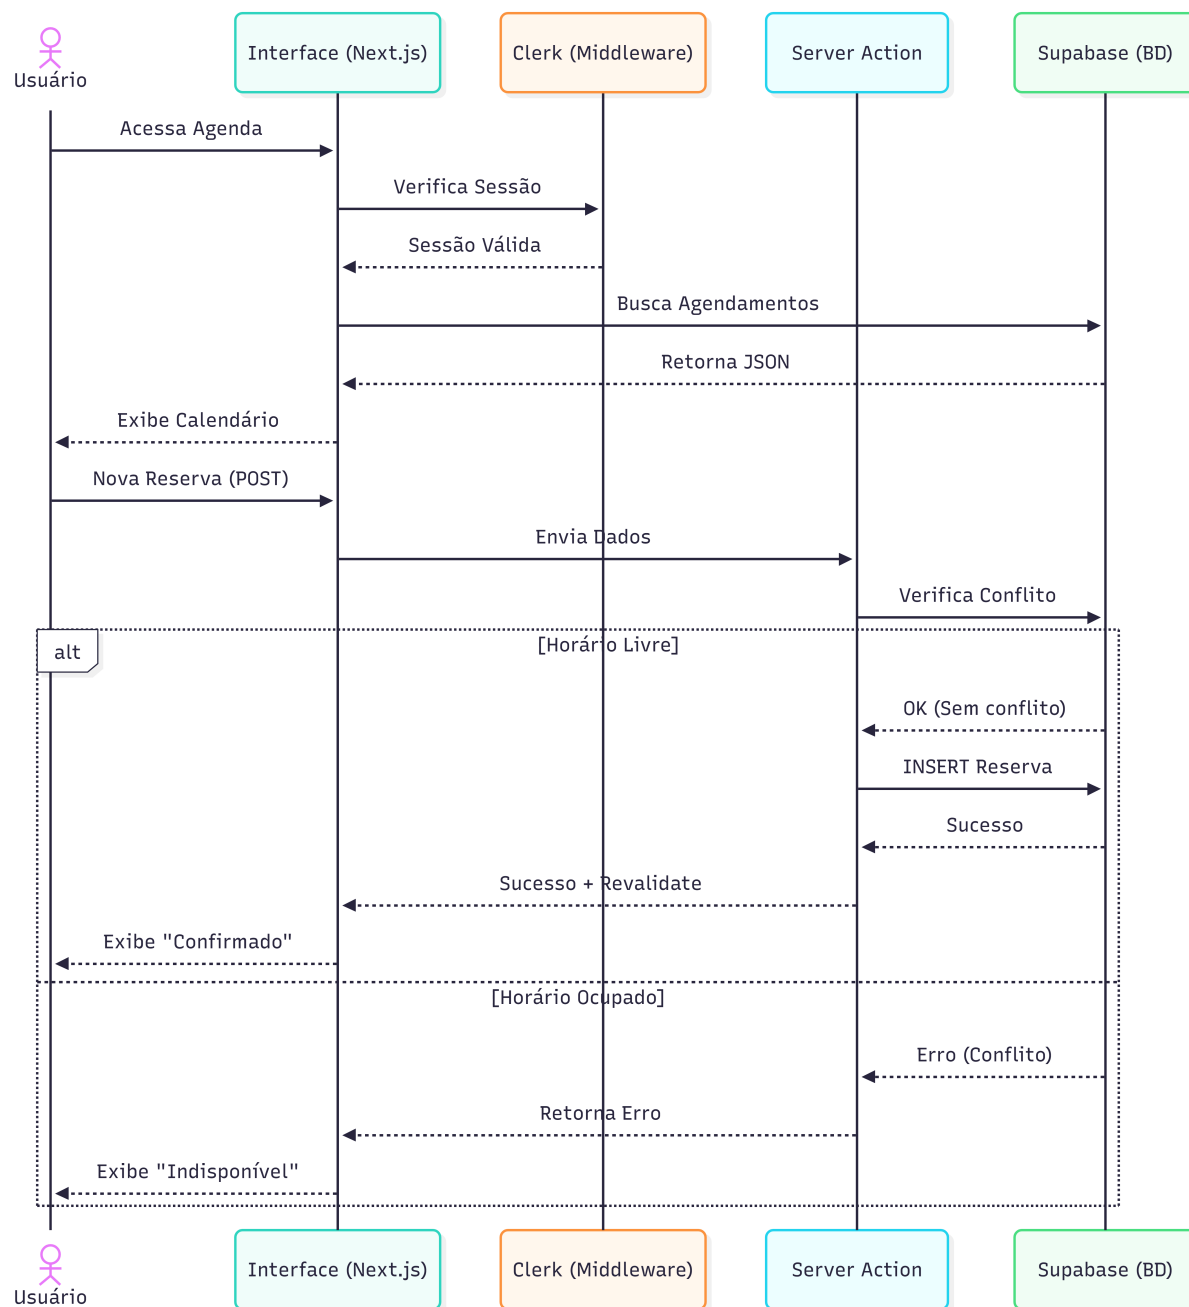 Usuário
Interface (Next.js)
Clerk (Middleware)
Server Action
Supabase (BD)
Acessa Agenda
Verifica Sessão
Sessão Válida
Busca Agendamentos
Retorna JSON
Exibe Calendário
Nova Reserva (POST)
Envia Dados
Verifica Conflito
alt
[Horário Livre]
OK (Sem conflito)
INSERT Reserva
Sucesso
Sucesso + Revalidate
Exibe "Confirmado"
[Horário Ocupado]
Erro (Conflito)
Retorna Erro
Exibe "Indisponível"
Usuário
Interface (Next.js)
Clerk (Middleware)
Server Action
Supabase (BD)